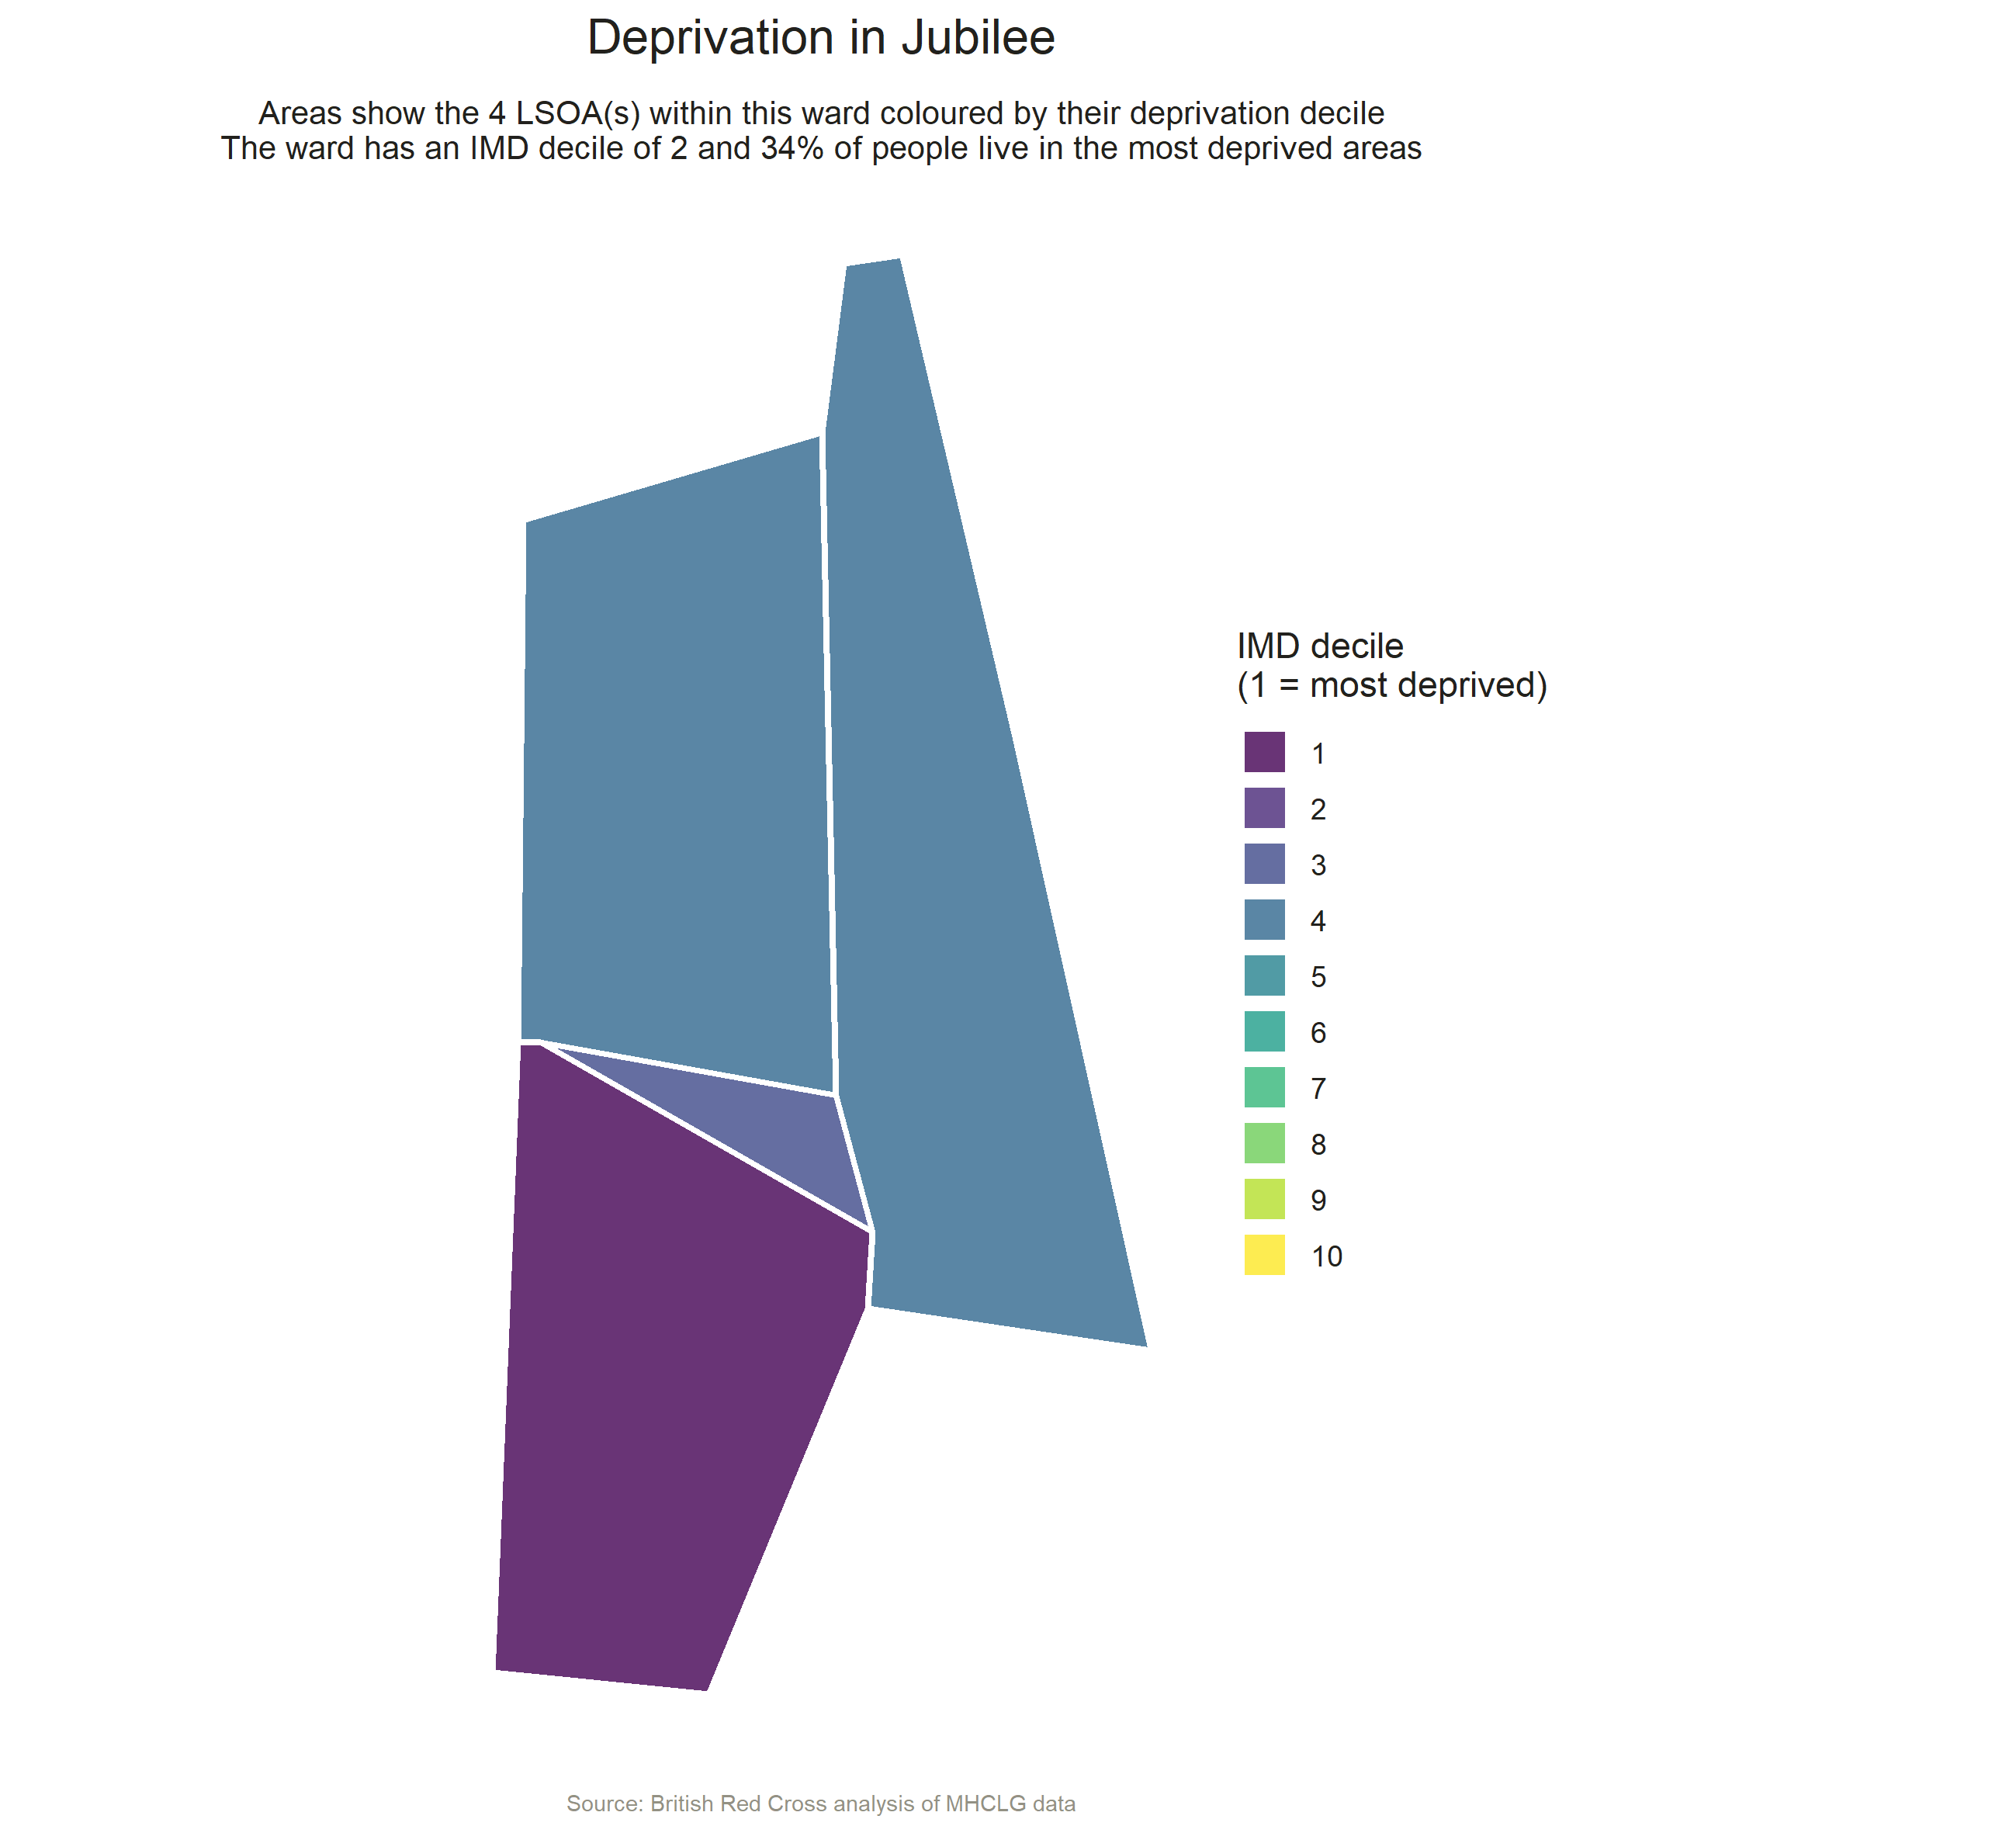 Deprivation in Jubilee
Areas show the 4 LSOA(s) within this ward coloured by their deprivation decile
The ward has an IMD decile of 2 and 34% of people live in the most deprived areas
IMD decile
(1 = most deprived)
1
2
3
4
5
6
7
8
9
10
Source: British Red Cross analysis of MHCLG data